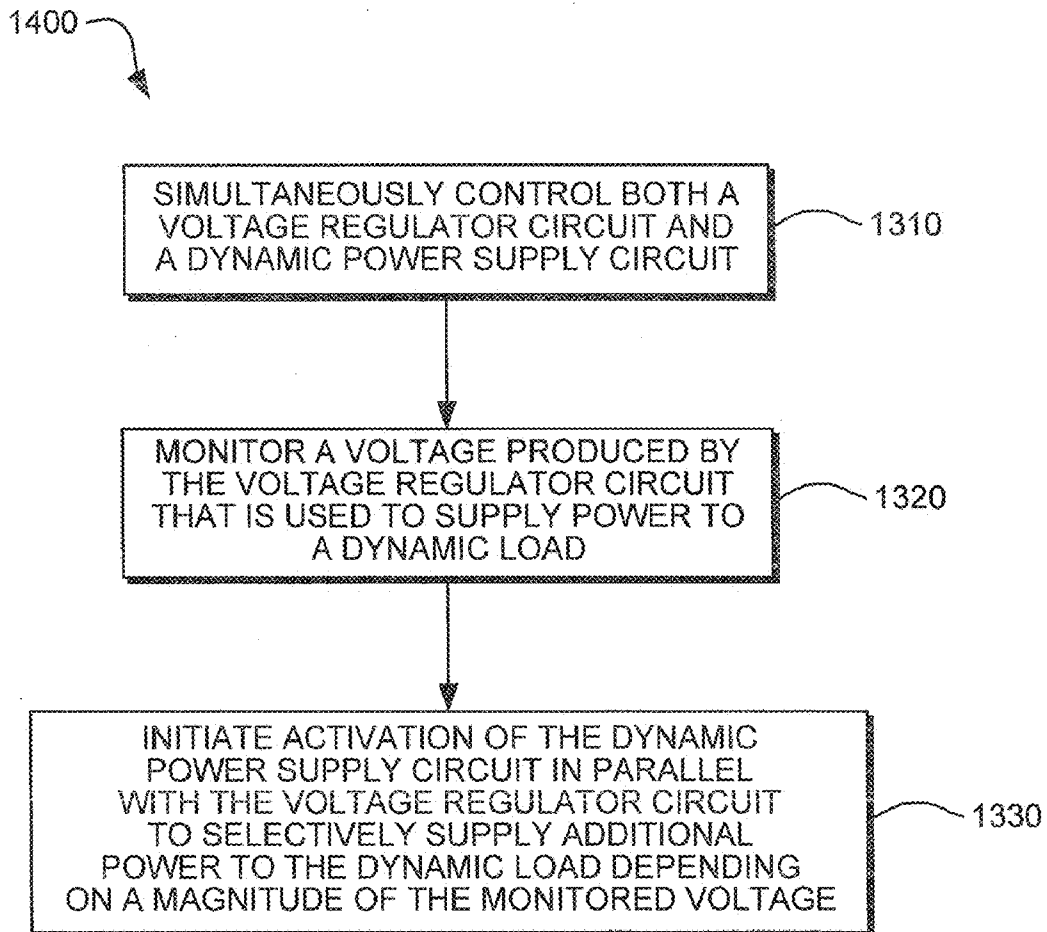 1400
SIMULTANEOUSLY CONTROL BOTH A
VOLTAGE REGULATOR CIRCUIT AND
A DYNAMIC POWER SUPPLY CIRCUIT
1310
MONITOR A VOLTAGE PRODUCED BY
THE VOLTAGE REGULATOR CIRCUIT
THAT IS USED TO SUPPLY POWER TO
A DYNAMIC LOAD
1320
INITIATE ACTIVATION OF THE DYNAMIC
POWER SUPPLY CIRCUIT IN PARALLEL
WITH THE VOLTAGE REGULATOR CIRCUIT
TO SELECTIVELY SUPPLY ADDITIONAL
POWER TO THE DYNAMIC LOAD DEPENDING
ON A MAGNITUDE OF THE MONITORED VOLTAGE
1330